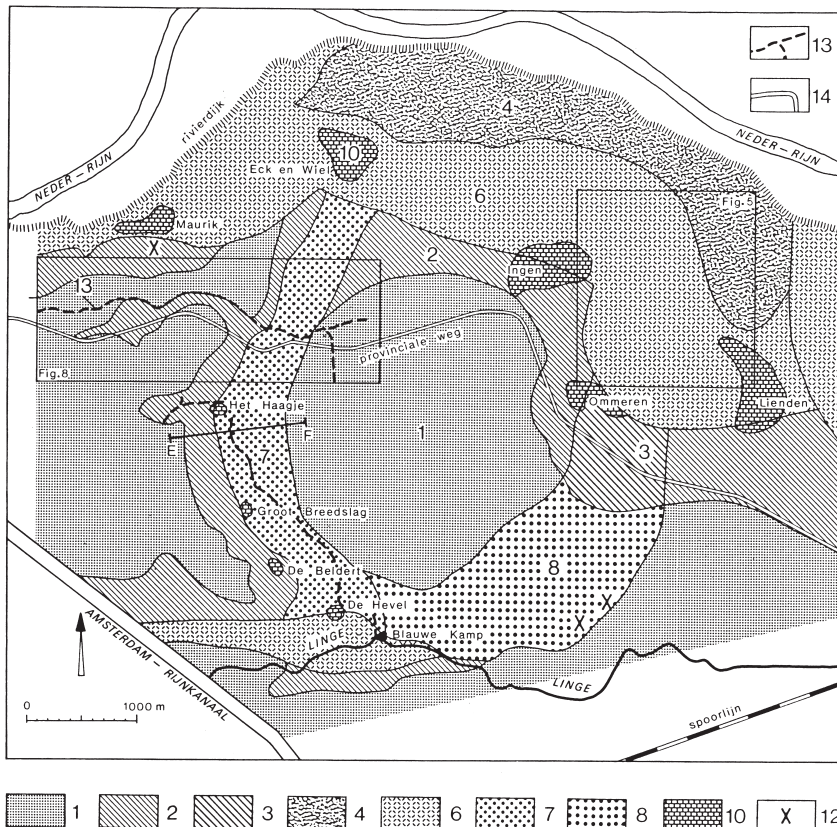 13
14
4
NEDER – RIJN
rivierdijk
NEDER – RIJN
10
Eck en Wiel
6
Fig.5
Maurik
X
2
Ingen
13
provinciale weg
Fig.8
Het Haagje
Ommeren
Lienden
E
F
1
7
3
Groot Breedslag
De Beldert
8
De Hevel
X
X
LINGE
Blauwe Kamp
AMSTERDAM – RIJNKANAAL
LINGE
0
1000 m
spoorlijn
1 2 3 4 6 7 8 10 X 12